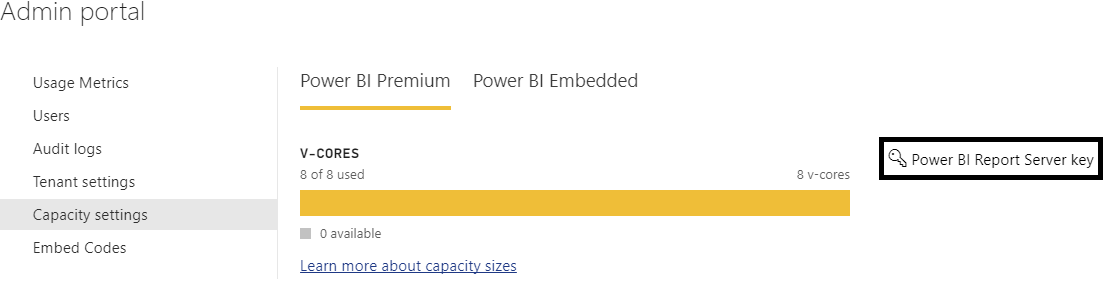 Admin portal
Usage Metrics
Users
Audit logs
Tenant settings
Capacity settings
Embed Codes
Power BI Premium
Power BI Embedded
V-CORES
8 of 8 used
8 v-cores
0 available
Learn more about capacity sizes
Power BI Report Server key